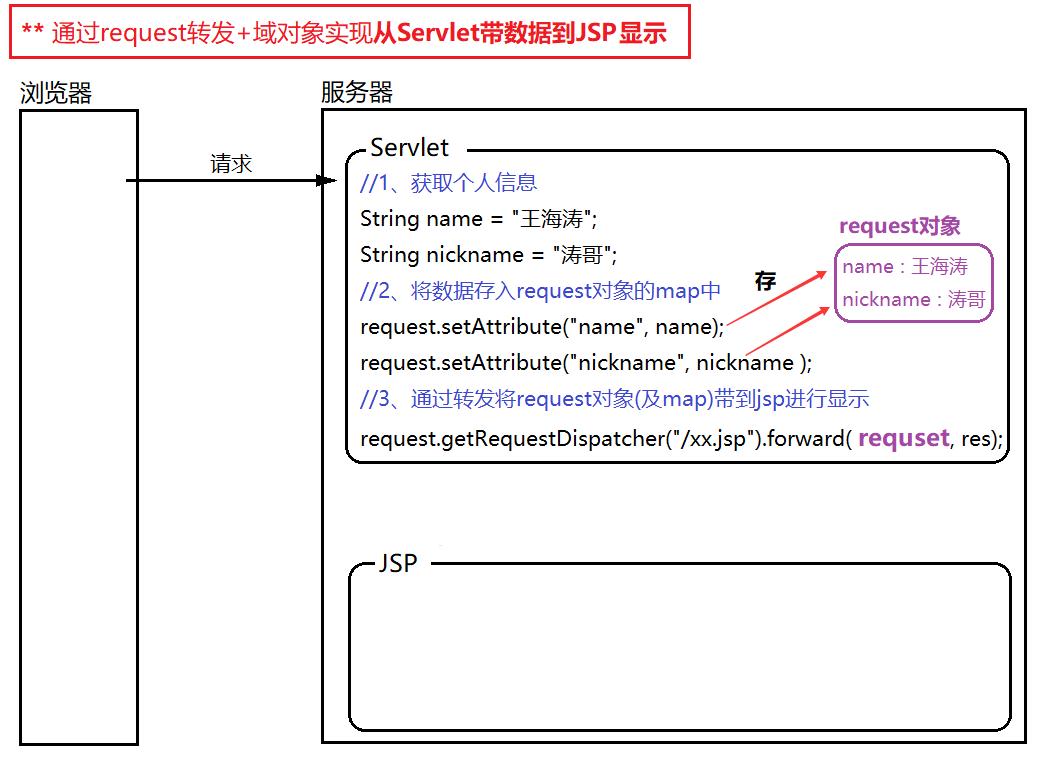 ** 通过request转发+域对象实现从Servlet带数据到JSP显示
浏览器
服务器
请求
Servlet
//1、获取个人信息
String name = "王海涛";
String nickname = "涛哥";
//2、将数据存入request对象的map中
request.setAttribute("name", name);
request.setAttribute("nickname", nickname );
//3、通过转发将request对象(及map)带到jsp进行显示
request.getRequestDispatcher("/xx.jsp").forward( requset, res);
存
request对象
name : 王海涛
nickname : 涛哥
JSP